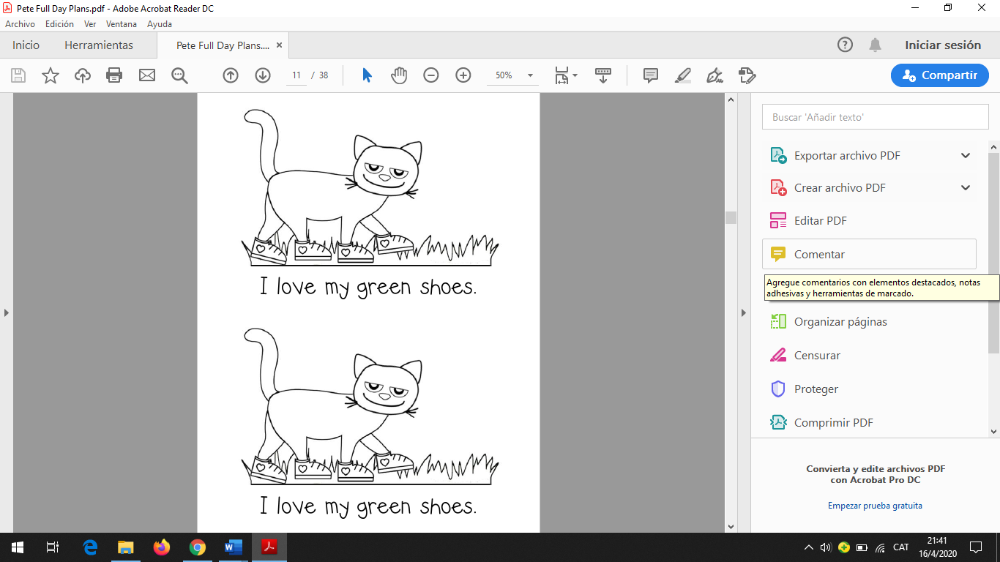 Pete Full Day Plans.pdf - Adobe Acrobat Reader DC
Archivo Edición Ver Ventana Ayuda
Inicio Herramientas Pete Full Day Plans.... × Iniciar sesión
11 / 38 50% Compartir
I love my green shoes.
I love my green shoes.
Buscar 'Añadir texto'
Exportar archivo PDF
Crear archivo PDF
Editar PDF
Comentar
Agregue comentarios con elementos destacados, notas
adhesivas y herramientas de marcado.
Organizar páginas
Censurar
Proteger
Comprimir PDF
Convierta y edite archivos PDF
con Acrobat Pro DC
Empezar prueba gratuita
CAT
21:41
16/4/2020